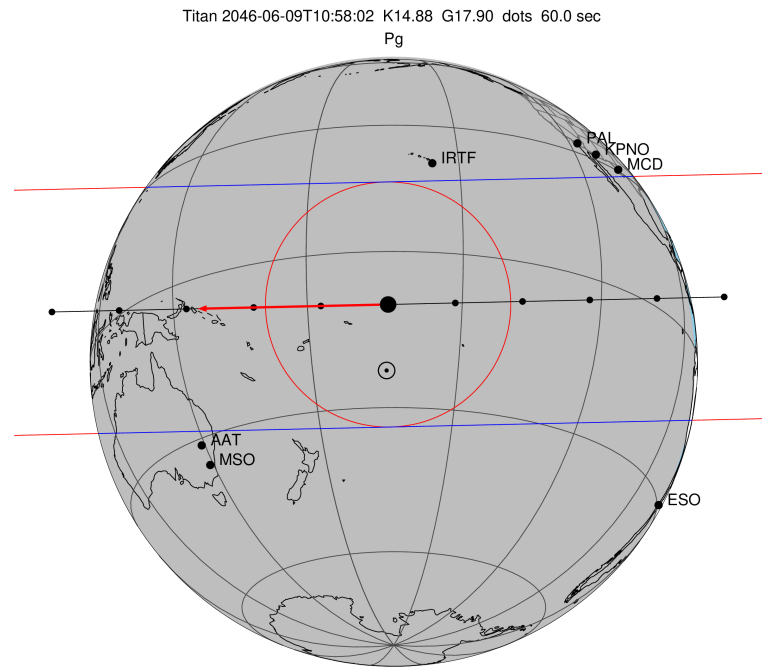 Titan 2046-06-09T10:58:02 K14.88 G17.90 dots 60.0 sec
Pg
PAL
KPNO
IRTF
MCD
AAT
MSO
ESO